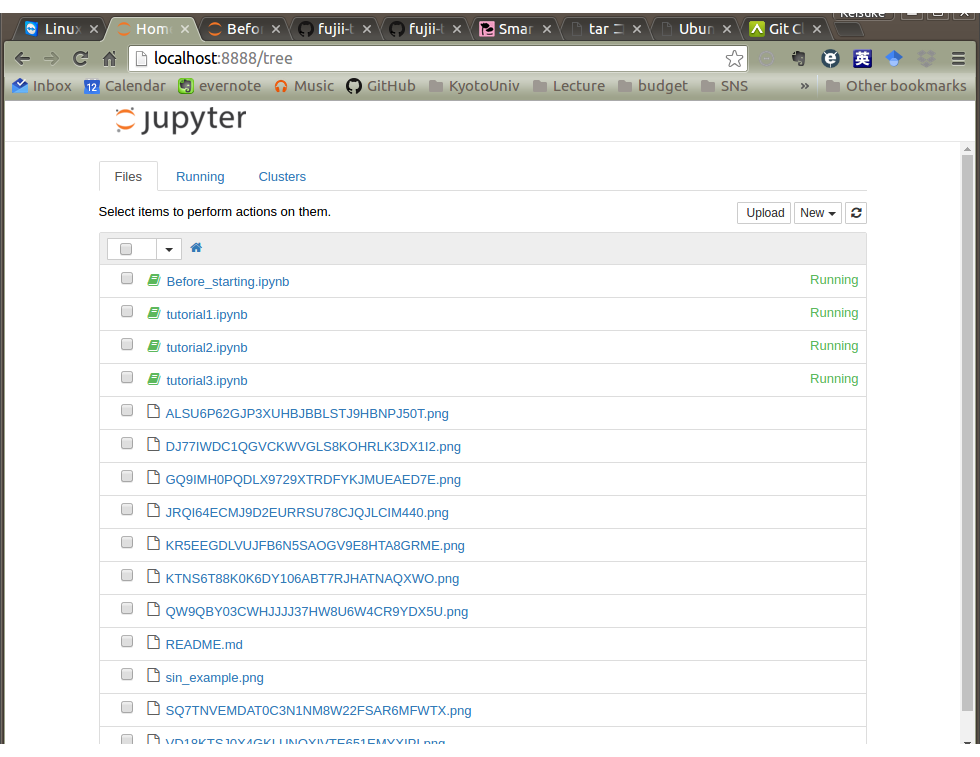 Keisuke
Linux Home Befor fujii-t fujii-t Smar tar コ Ubun Git Cl
localhost:8888/tree
英
Inbox 12 Calendar evernote Music GitHub KyotoUniv Lecture budget SNS » Other bookmarks
jupyter
Files Running Clusters
Select items to perform actions on them.
Upload New
Before_starting.ipynb Running
tutorial1.ipynb Running
tutorial2.ipynb Running
tutorial3.ipynb Running
ALSU6P62GJP3XUHBJBBLSTJ9HBNPJ50T.png
DJ77IWDC1QGVCKWVGLS8KOHRLK3DX1I2.png
GQ9IMH0PQDLX9729XTRDFYKJMUEAED7E.png
JRQI64ECMJ9D2EURRSU78CJQJLCIM440.png
KR5EEGDLVUJFB6N5SAOGV9E8HTA8GRME.png
KTNS6T88K0K6DY106ABT7RJHATNAQXWO.png
QW9QBY03CWHJJJJ37HW8U6W4CR9YDX5U.png
README.md
sin_example.png
SQ7TNVEMDAT0C3N1NM8W22FSAR6MFWTX.png